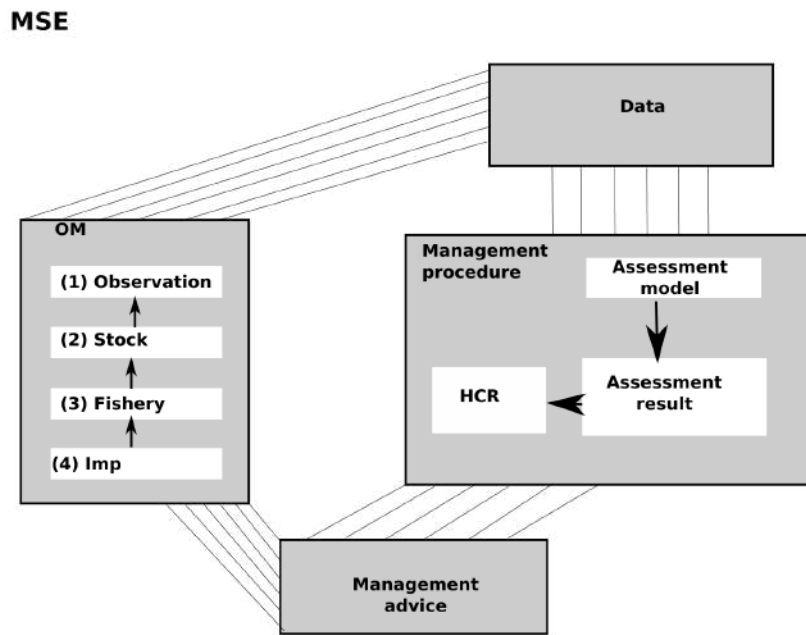 MSE
Data
OM
(1) Observation
(2) Stock
(3) Fishery
(4) Imp
Management
procedure
Assessment
model
Assessment
result
HCR
Management
advice